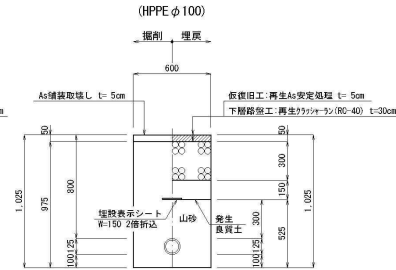 (HPPEφ100)
掘削 埋戻
600
As舗装取壊し t= 5cm
仮復旧工:再生As安定処理 t= 5cm
下層路盤工:再生クラッシャーラン(RC-40) t=30cm
50
50
1,025
975
800
300
150
1,025
埋設表示シート
W=150 2倍折込
山砂
発生
良質土
300
525
125
125
100
100